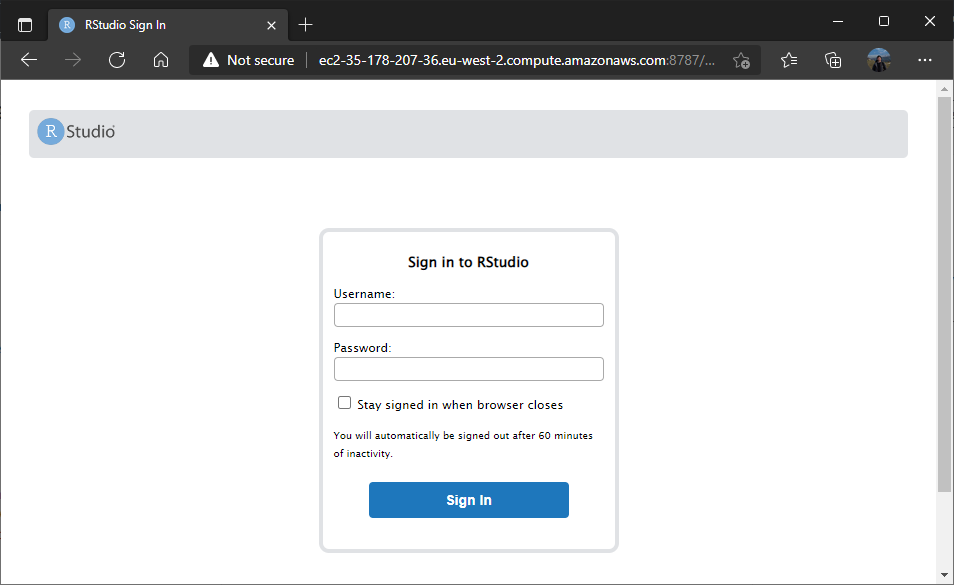 RStudio Sign In
Not secure
ec2-35-178-207-36.eu-west-2.compute.amazonaws.com:8787/...
R Studio
Sign in to RStudio
Username:
Password:
Stay signed in when browser closes
You will automatically be signed out after 60 minutes
of inactivity.
Sign In